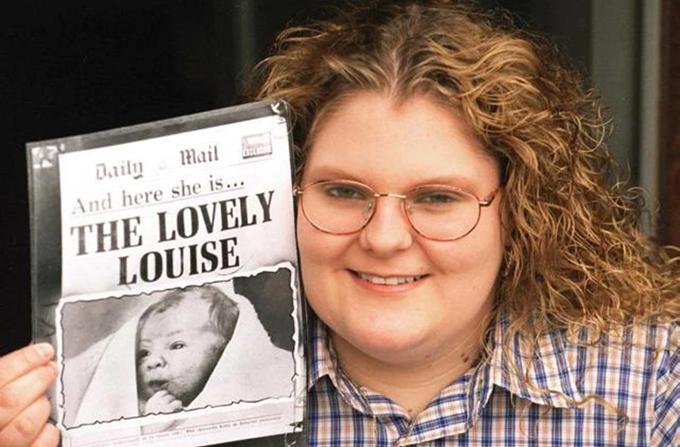 Daily Mail
And here she is...
THE LOVELY
LOUISE